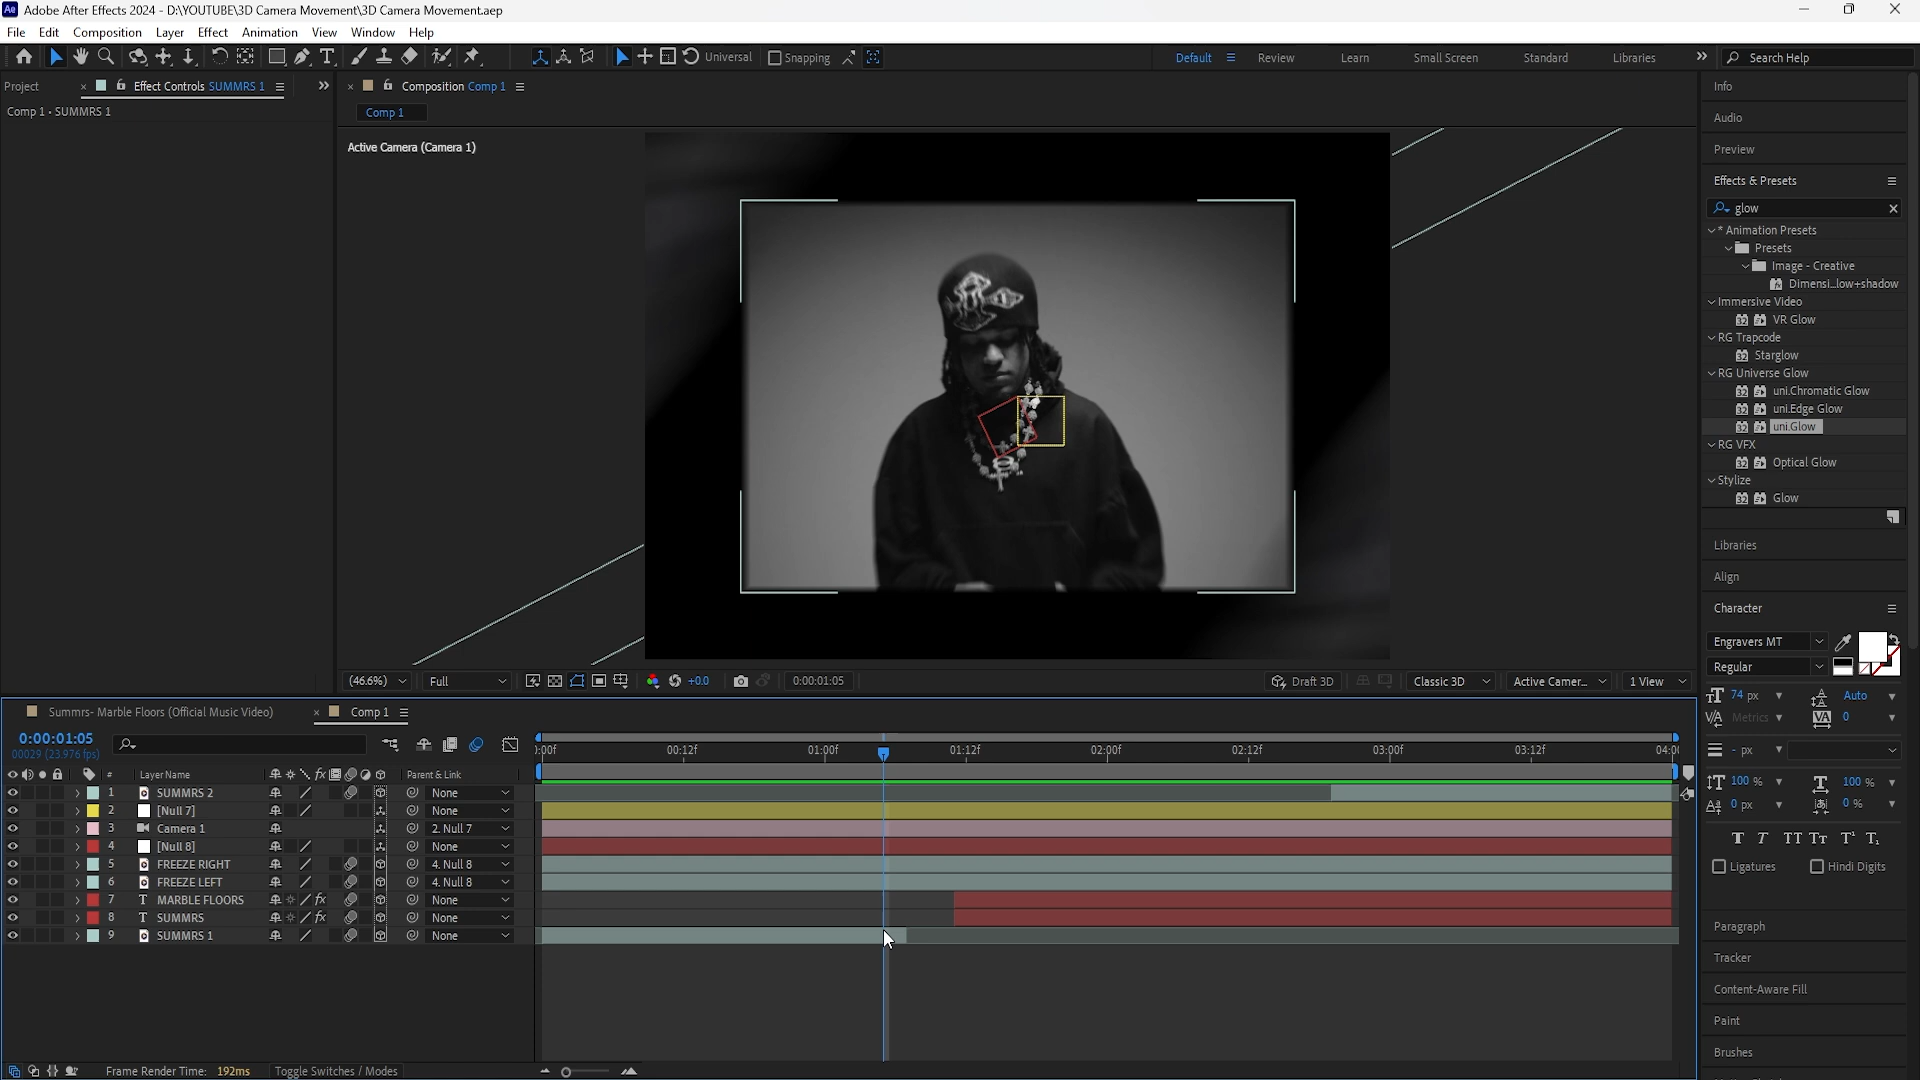 Adobe After Effects 2024 - D:\YOUTUBE\3D Camera Movement\3D Camera Movement.aep
File Edit Composition Layer Effect Animation View Window Help
Universal Snapping Default Review Learn Small Screen Standard Libraries Search Help
Project Effect Controls SUMMRS 1 Composition Comp 1
Comp 1 • SUMMRS 1
Comp 1
Active Camera (Camera 1)
Info
Audio
Preview
Effects & Presets
glow
* Animation Presets
Presets
Image - Creative
Dimensi...low+shadow
Immersive Video
VR Glow
RG Trapcode
Starglow
RG Universe Glow
uni.Chromatic Glow
uni.Edge Glow
uni.Glow
RG VFX
Optical Glow
Stylize
Glow
Libraries
Align
Character
Engravers MT
Regular
74 px Auto
Metrics 0
- px
100 % 100 %
0 px 0 %
T T TT Tt T¹ T₁
Ligatures Hindi Digits
Paragraph
Tracker
Content-Aware Fill
Paint
Brushes
(46.6%) Full +0.0 0:00:01:05 Draft 3D Classic 3D Active Camer... 1 View
Summrs- Marble Floors (Official Music Video) Comp 1
0:00:01:05
00029 (23.976 fps)
):00f 00:12f 01:00f 01:12f 02:00f 02:12f 03:00f 03:12f 04:0(
# Layer Name Parent & Link
1 SUMMRS 2 None
2 [Null 7] None
3 Camera 1 2. Null 7
4 [Null 8] None
5 FREEZE RIGHT 4. Null 8
6 FREEZE LEFT 4. Null 8
7 T MARBLE FLOORS None
8 T SUMMRS None
9 SUMMRS 1 None
Frame Render Time: 192ms Toggle Switches / Modes